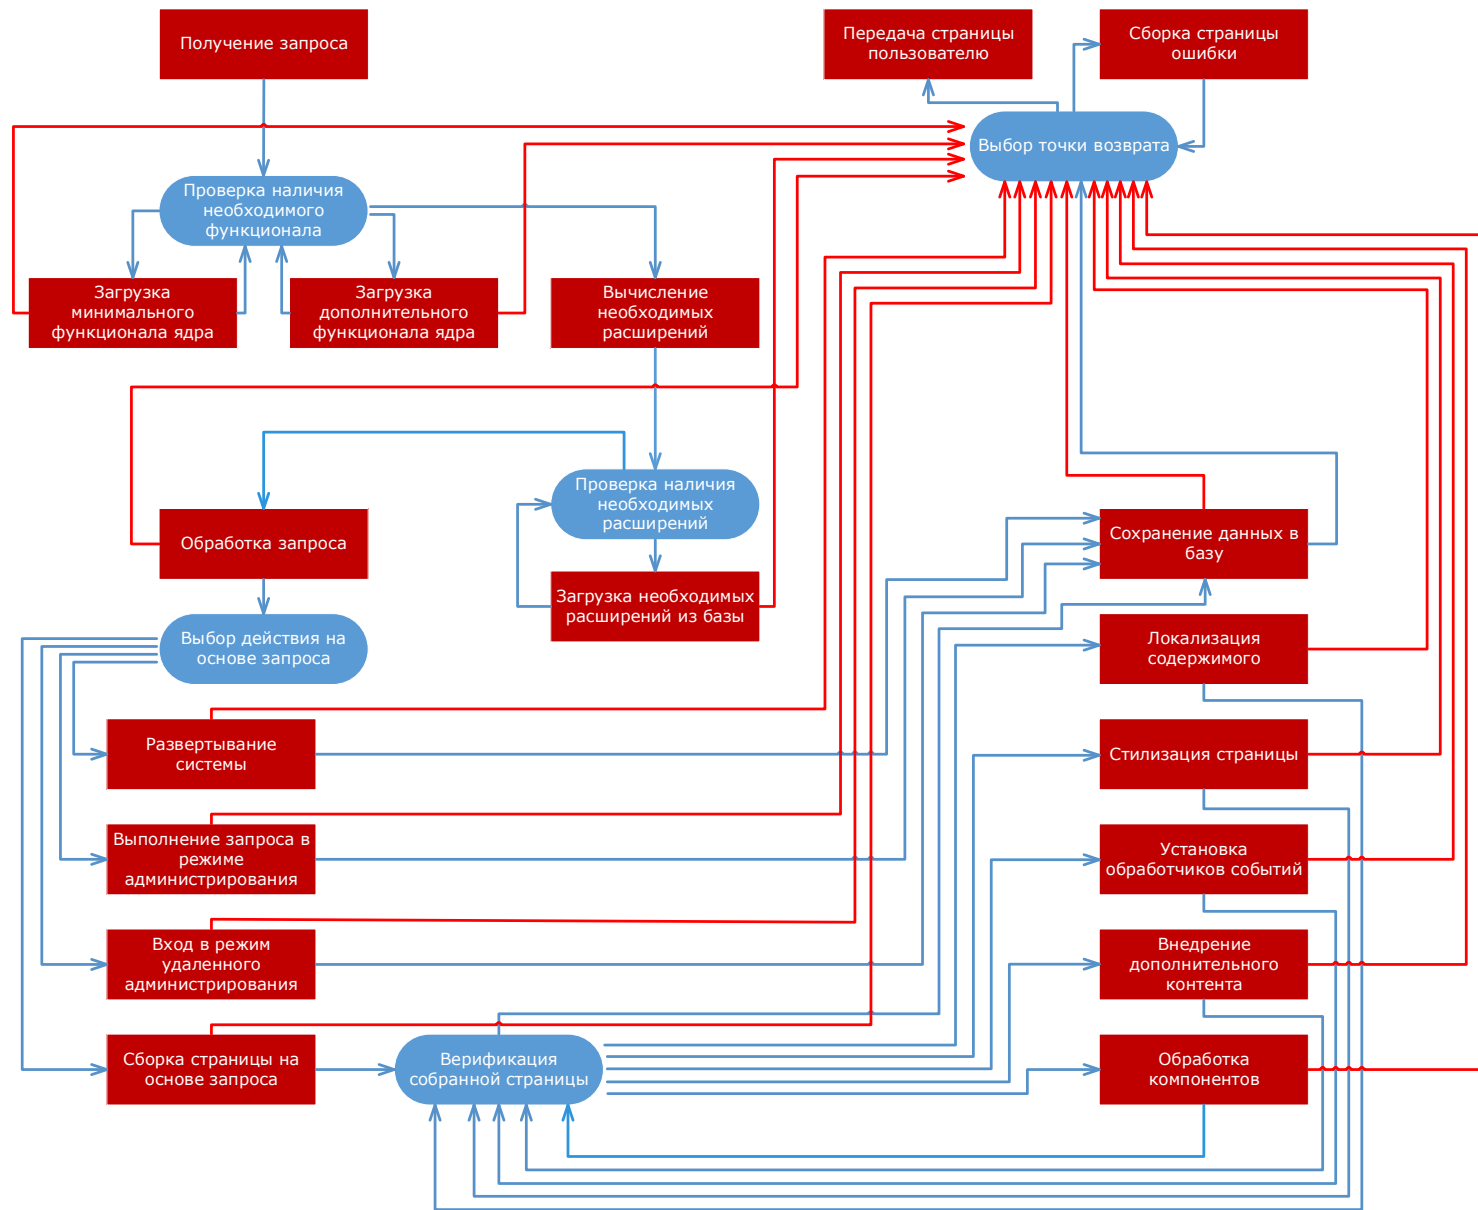 Получение запроса
Передача страницы
пользователю
Сборка страницы
ошибки
Выбор точки возврата
Проверка наличия
необходимого
функционала
Загрузка
минимального
функционала ядра
Загрузка
дополнительного
функционала ядра
Вычисление
необходимых
расширений
Проверка наличия
необходимых
расширений
Обработка запроса
Сохранение данных в
базу
Загрузка необходимых
расширений из базы
Выбор действия на
основе запроса
Локализация
содержимого
Развертывание
системы
Стилизация страницы
Выполнение запроса в
режиме
администрирования
Установка
обработчиков событий
Вход в режим
удаленного
администрирования
Внедрение
дополнительного
контента
Сборка страницы на
основе запроса
Верификация
собранной страницы
Обработка
компонентов